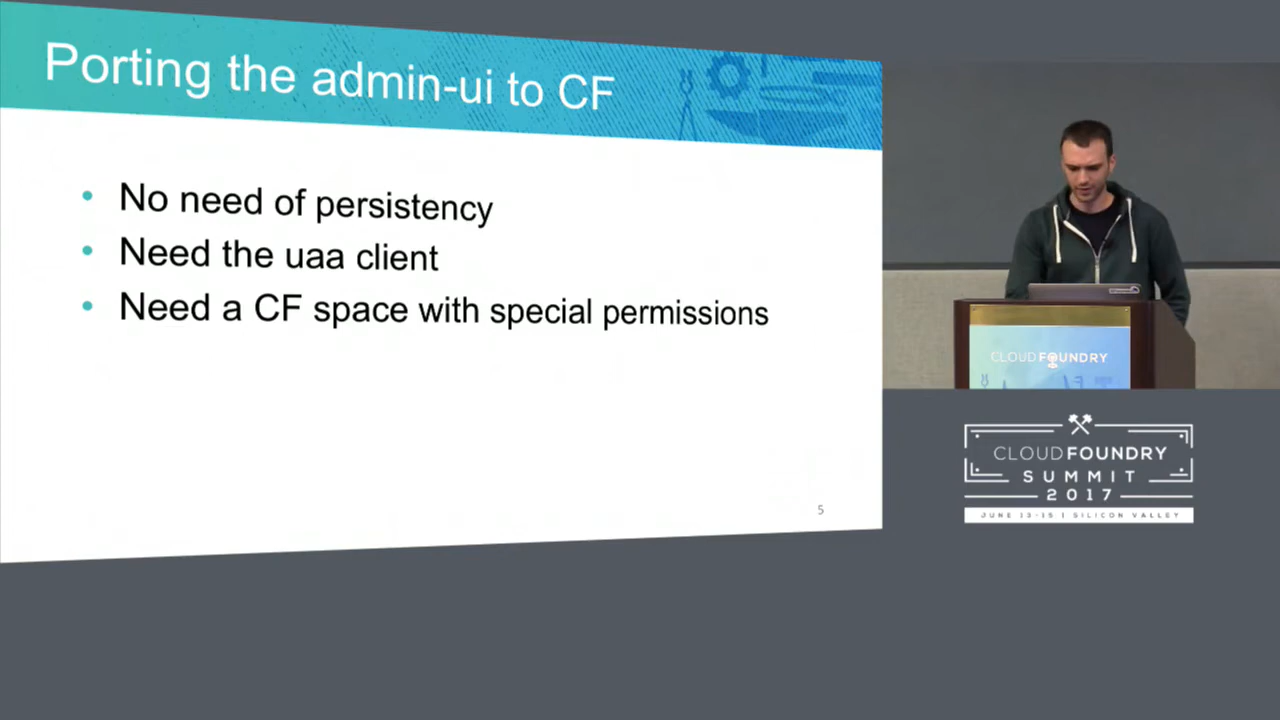 Porting the admin-ui to CF
• No need of persistency
• Need the uaa client
• Need a CF space with special permissions
5
CLOUD FOUNDRY
CLOUD FOUNDRY
SUMMIT
2017
JUNE 13-15 | SILICON VALLEY